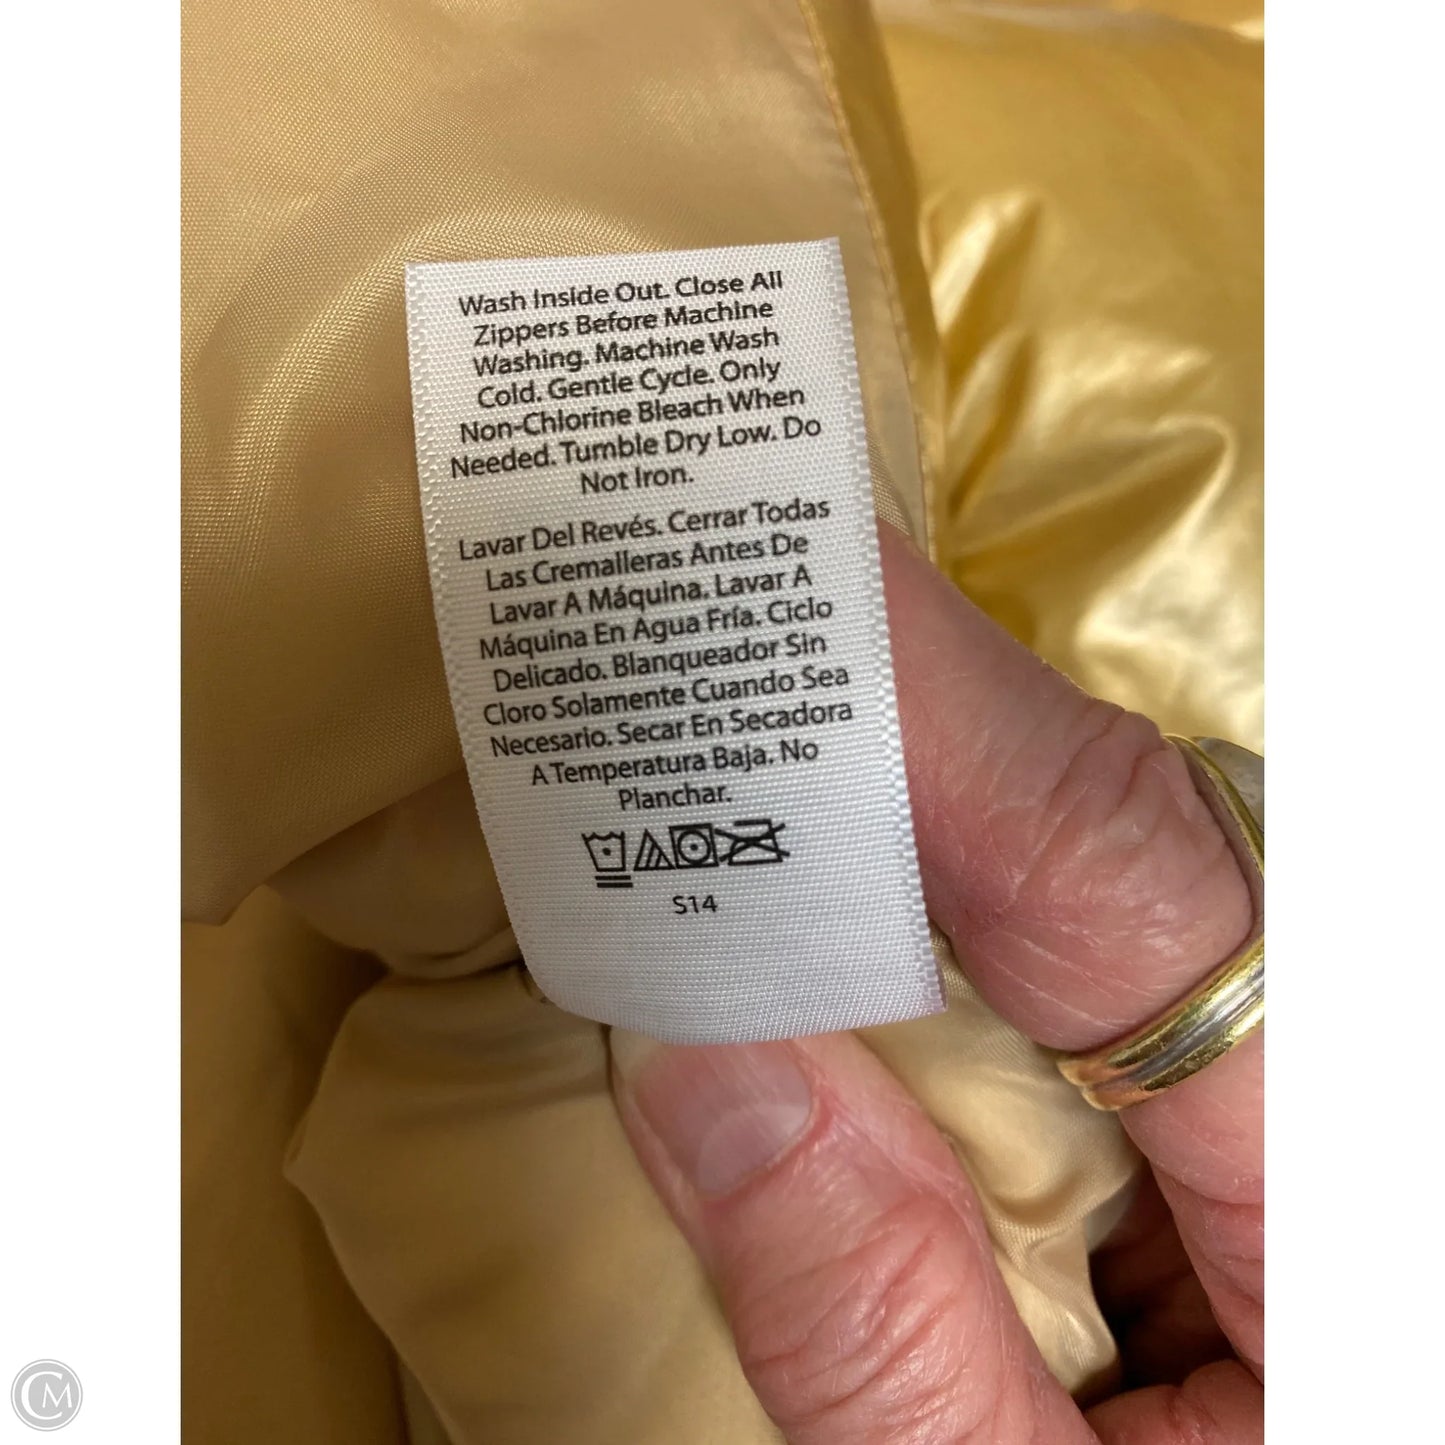 Wash Inside Out. Close All
Zippers Before Machine
Washing. Machine Wash
Cold. Gentle Cycle. Only
Non-Chlorine Bleach When
Needed. Tumble Dry Low. Do
Not Iron.
Lavar Del Revés. Cerrar Todas
Las Cremalleras Antes De
Lavar A Máquina. Lavar A
Máquina En Agua Fría. Ciclo
Delicado. Blanqueador Sin
Cloro Solamente Cuando Sea
Necesario. Secar En Secadora
A Temperatura Baja. No
Planchar.
S14
CM